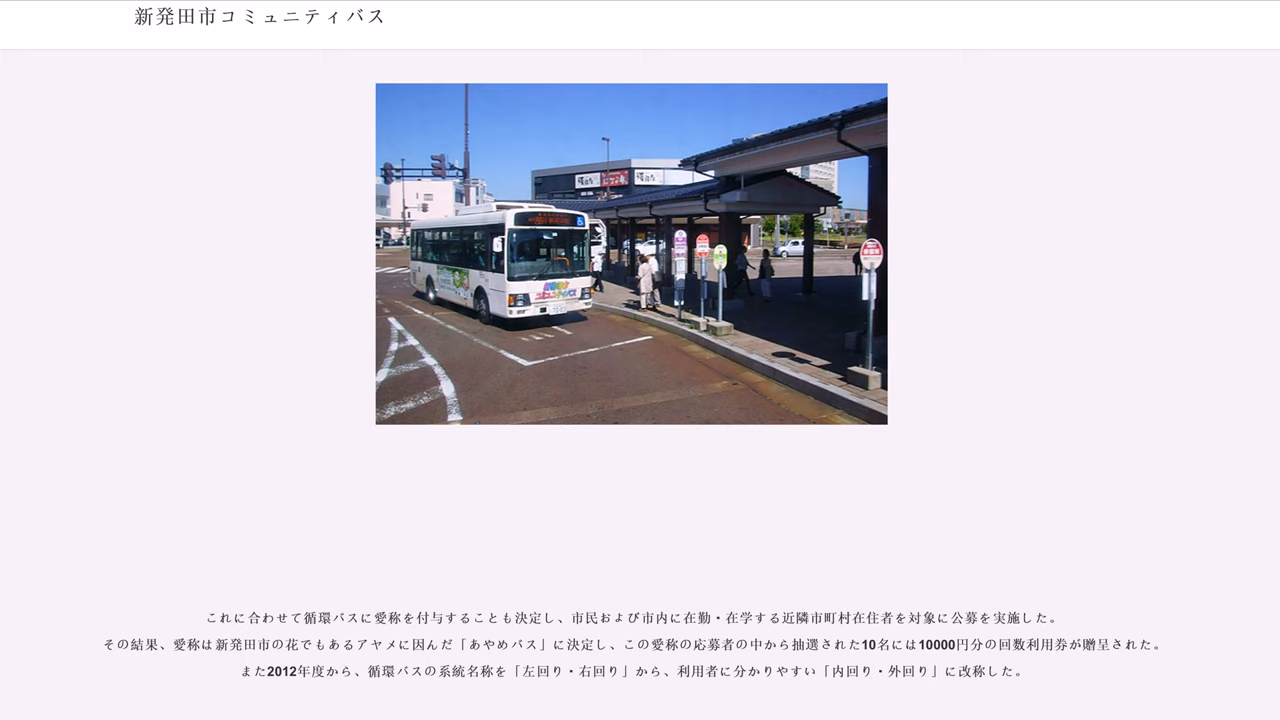 新発田市コミュニティバス
これに合わせて循環バスに愛称を付与することも決定し、市民および市内に在勤・在学する近隣市町村在住者を対象に公募を実施した。
その結果、愛称は新発田市の花でもあるアヤメに因んだ「あやめバス」に決定し、この愛称の応募者の中から抽選された10名には10000円分の回数利用券が贈呈された。
また2012年度から、循環バスの系統名称を「左回り・右回り」から、利用者に分かりやすい「内回り・外回り」に改称した。